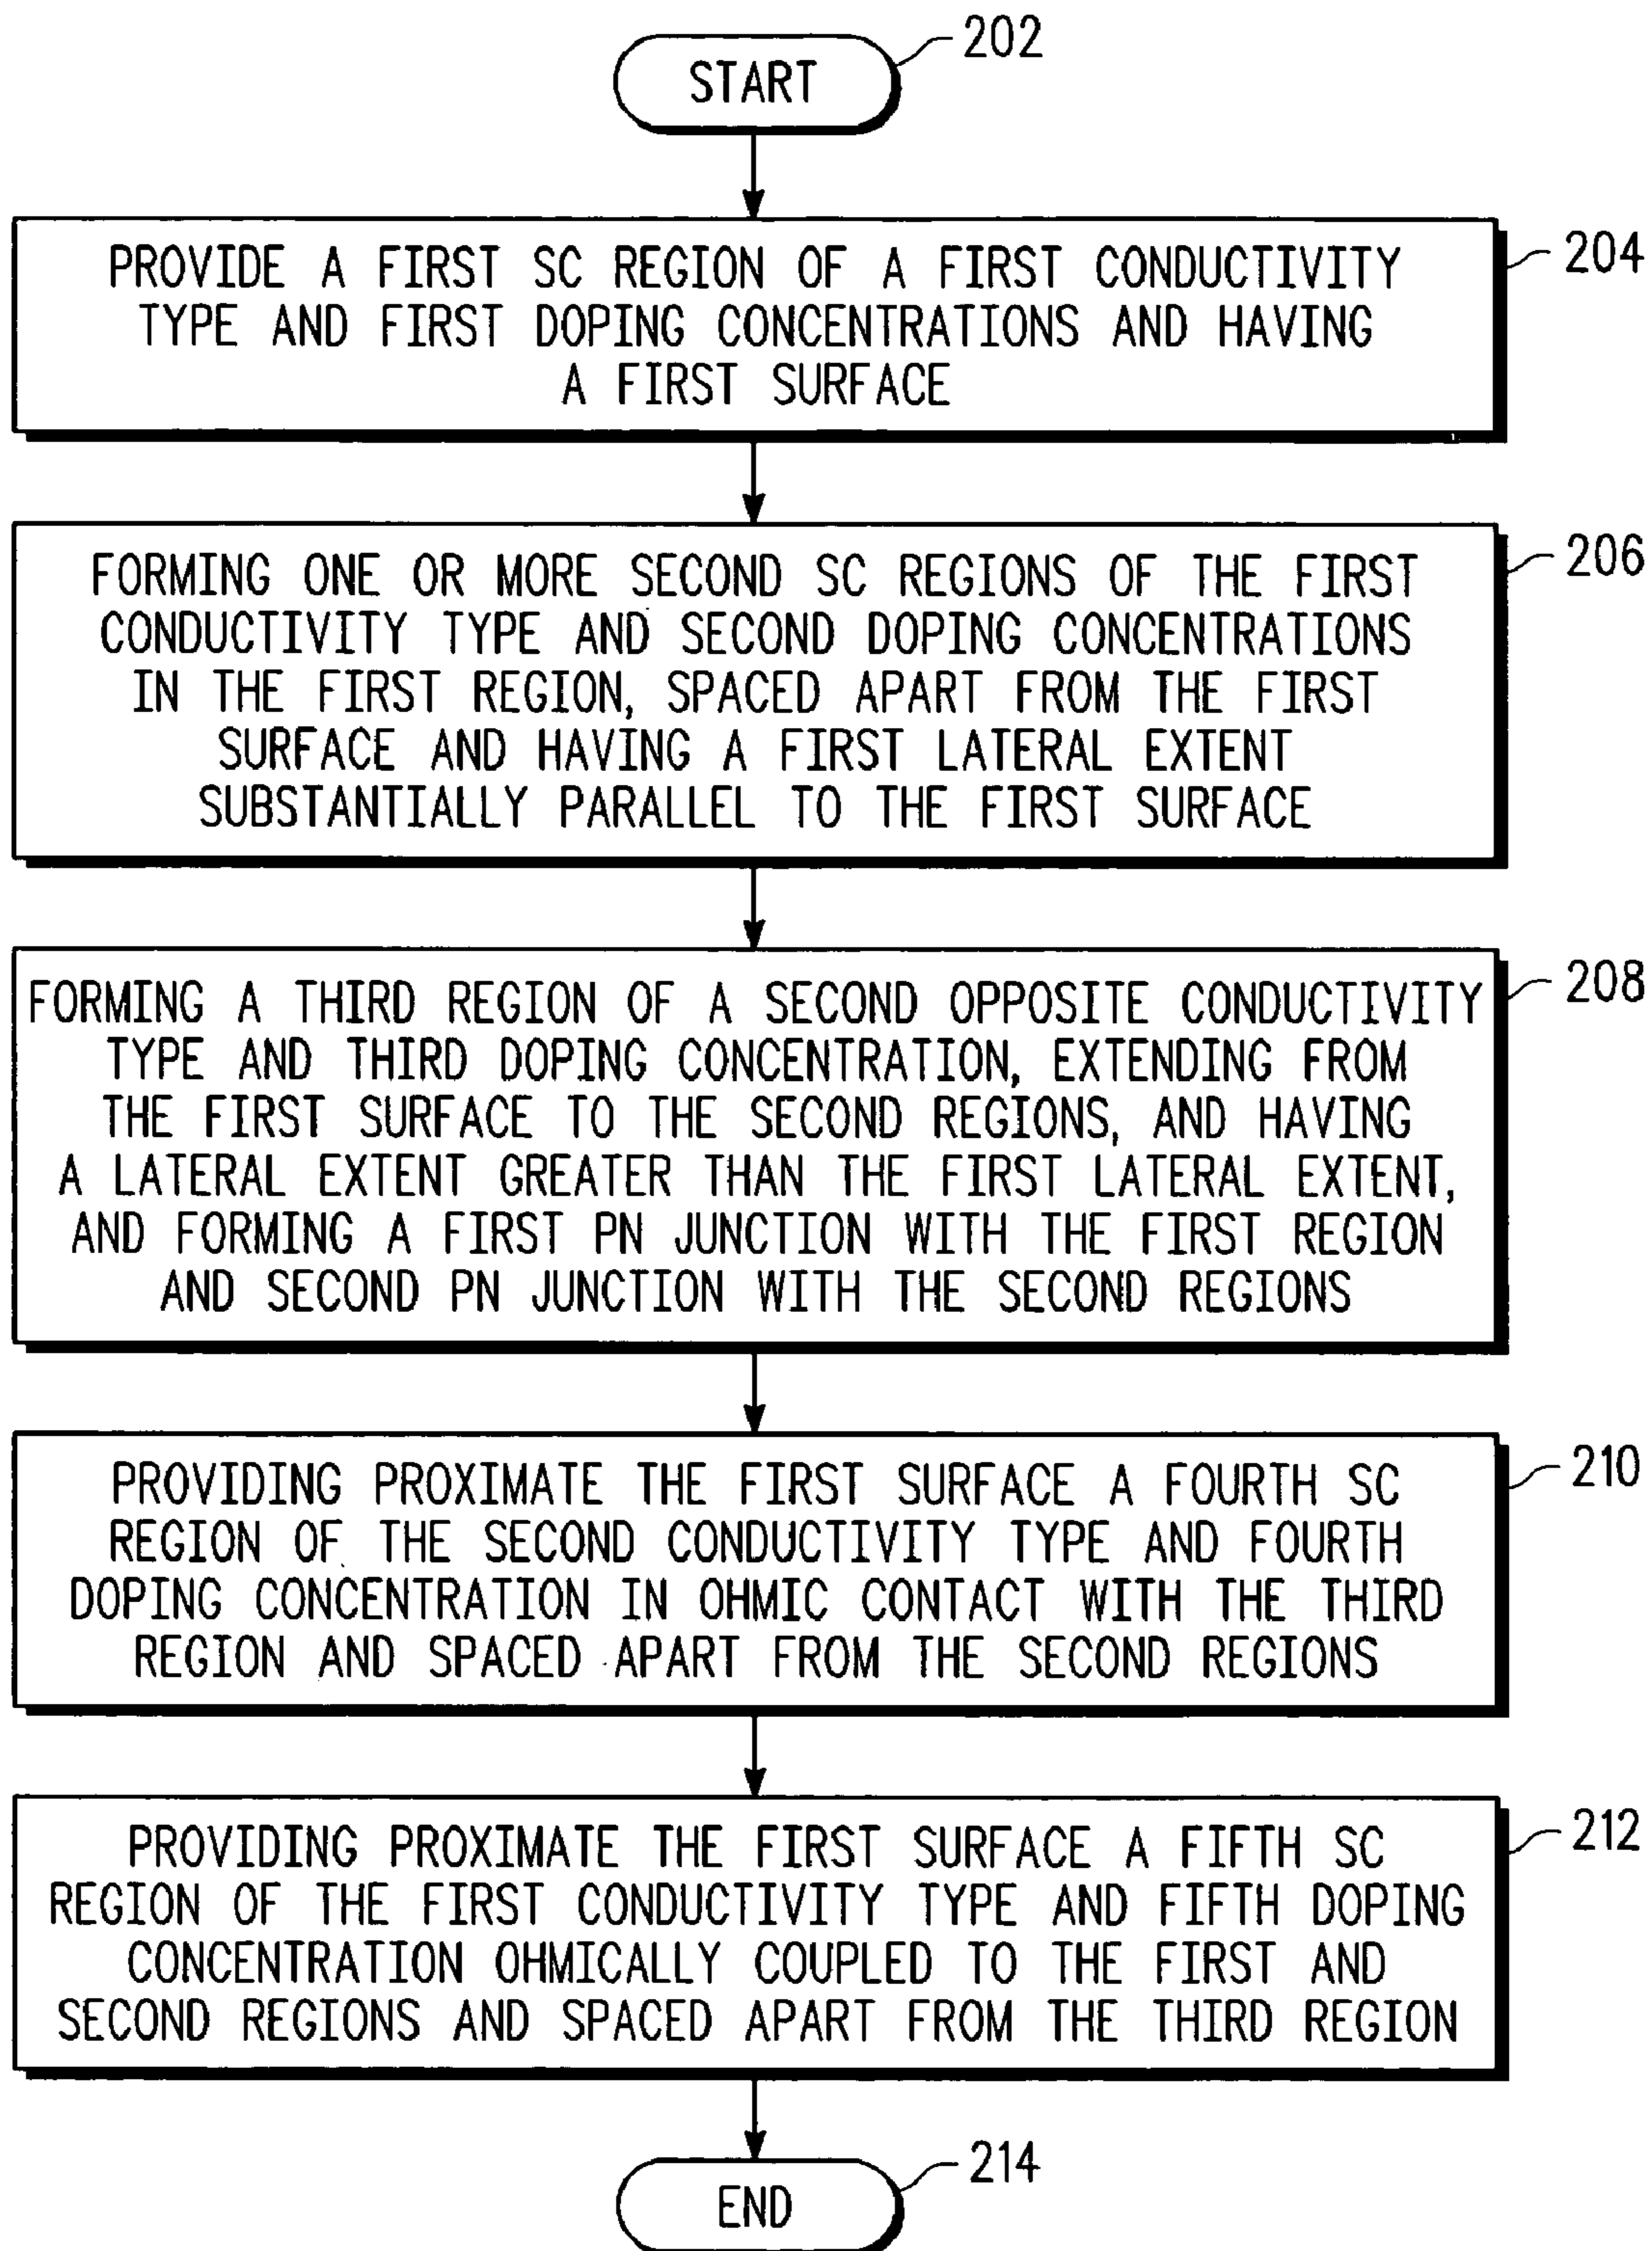 START
202
PROVIDE A FIRST SC REGION OF A FIRST CONDUCTIVITY
TYPE AND FIRST DOPING CONCENTRATIONS AND HAVING
A FIRST SURFACE
204
FORMING ONE OR MORE SECOND SC REGIONS OF THE FIRST
CONDUCTIVITY TYPE AND SECOND DOPING CONCENTRATIONS
IN THE FIRST REGION, SPACED APART FROM THE FIRST
SURFACE AND HAVING A FIRST LATERAL EXTENT
SUBSTANTIALLY PARALLEL TO THE FIRST SURFACE
206
FORMING A THIRD REGION OF A SECOND OPPOSITE CONDUCTIVITY
TYPE AND THIRD DOPING CONCENTRATION, EXTENDING FROM
THE FIRST SURFACE TO THE SECOND REGIONS, AND HAVING
A LATERAL EXTENT GREATER THAN THE FIRST LATERAL EXTENT,
AND FORMING A FIRST PN JUNCTION WITH THE FIRST REGION
AND SECOND PN JUNCTION WITH THE SECOND REGIONS
208
PROVIDING PROXIMATE THE FIRST SURFACE A FOURTH SC
REGION OF THE SECOND CONDUCTIVITY TYPE AND FOURTH
DOPING CONCENTRATION IN OHMIC CONTACT WITH THE THIRD
REGION AND SPACED APART FROM THE SECOND REGIONS
210
PROVIDING PROXIMATE THE FIRST SURFACE A FIFTH SC
REGION OF THE FIRST CONDUCTIVITY TYPE AND FIFTH DOPING
CONCENTRATION OHMICALLY COUPLED TO THE FIRST AND
SECOND REGIONS AND SPACED APART FROM THE THIRD REGION
212
END
214